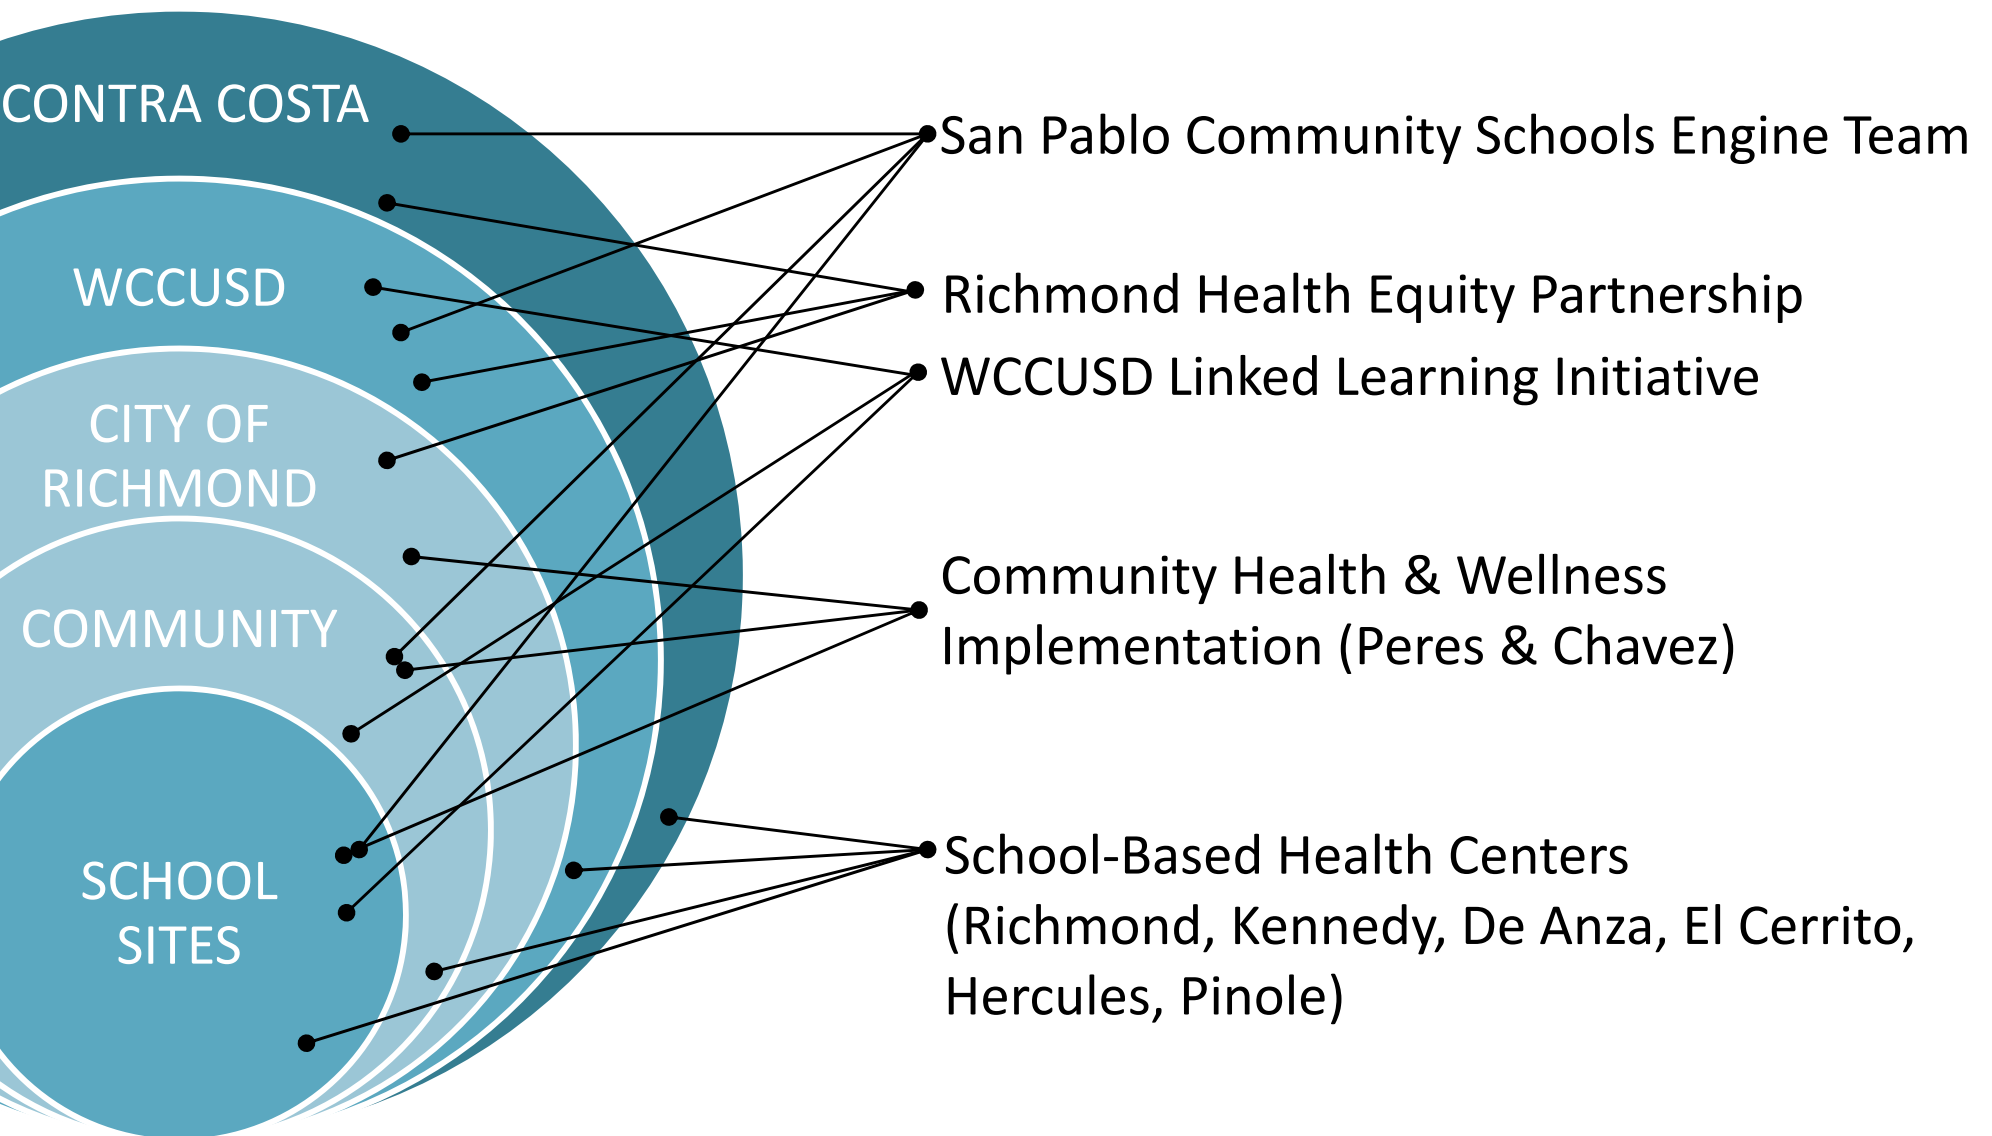 CONTRA COSTA
WCCUSD
CITY OF
RICHMOND
COMMUNITY
SCHOOL
SITES
San Pablo Community Schools Engine Team
Richmond Health Equity Partnership
WCCUSD Linked Learning Initiative
Community Health & Wellness
Implementation (Peres & Chavez)
School-Based Health Centers
(Richmond, Kennedy, De Anza, El Cerrito,
Hercules, Pinole)